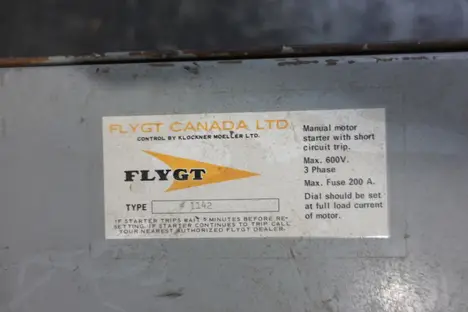 FLYGT CANADA LTD.
CONTROL BY KLOCKNER MOELLER LTD.
FLYGT
TYPE # 1142
IF STARTER TRIPS WAIT 7 MINUTES BEFORE RE-
SETTING. IF STARTER CONTINUES TO TRIP CALL
YOUR NEAREST AUTHORIZED FLYGT DEALER.
Manual motor
starter with short
circuit trip.
Max. 600V.
3 Phase
Max. Fuse 200 A.
Dial should be set
at full load current
of motor.